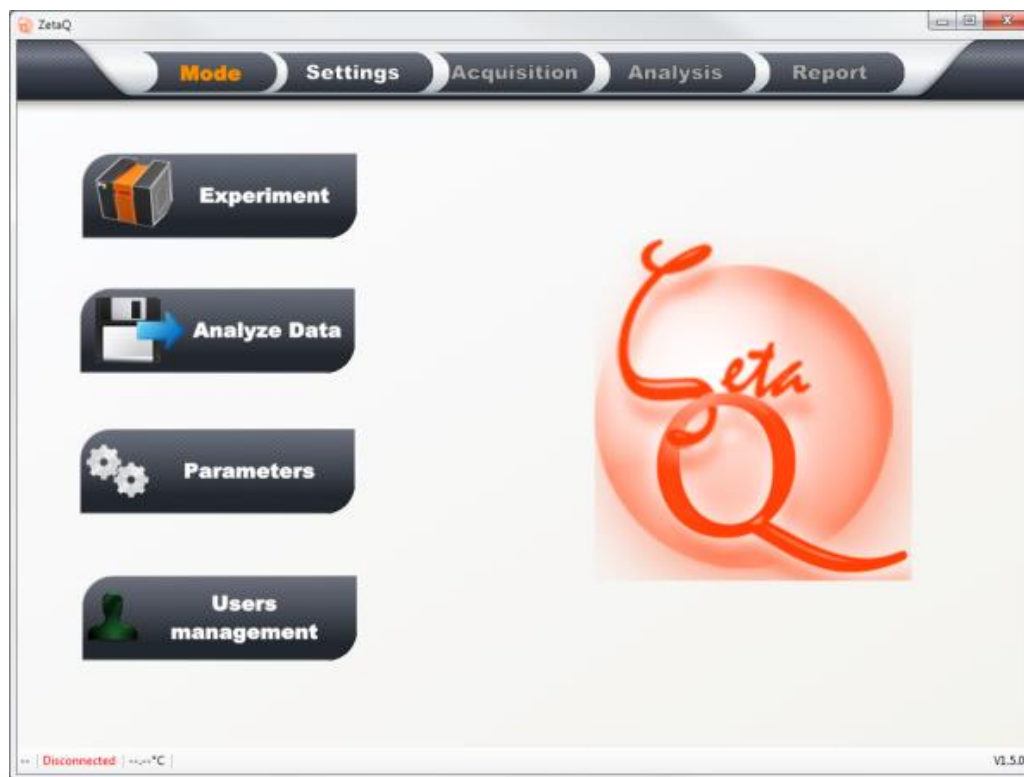 ZetaQ
Mode Settings Acquisition Analysis Report
Experiment
Analyze Data
Parameters
Users
management
Zeta
Q
-- | Disconnected | --.--°C |
V1.5.0